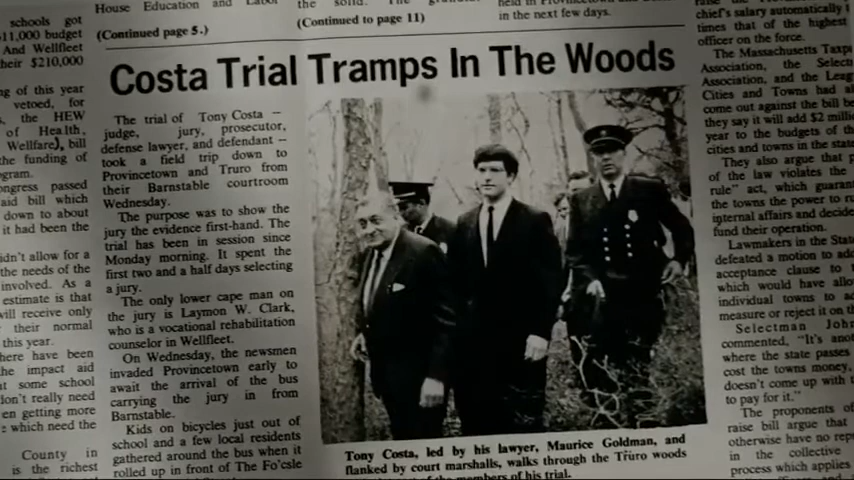 schools got
11,000 budget
And Wellfleet
their $210,000
ng of this year
vetoed, for
the HEW
of Health,
Wellfare), bill
the funding of
gram.
ongress passed
aid bill which
down to about
it had been the
idn't allow for a
the needs of the
involved. As a
estimate is that
will receive only
their normal
this year.
here have been
the impact aid
at some school
don't really need
en getting more
which need the
County in
is the richest
House Education and Labor
(Continued page 5.)
the solid. The
(Continued to page 11)
held in
in the next few days.
Costa Trial Tramps In The Woods
The trial of Tony Costa --
judge, jury, prosecutor,
defense lawyer, and defendant --
took a field trip down to
Provincetown and Truro from
their Barnstable courtroom
Wednesday.
The purpose was to show the
jury the evidence first-hand. The
trial has been in session since
Monday morning. It spent the
first two and a half days selecting
a jury.
The only lower cape man on
the jury is Laymon W. Clark,
who is a vocational rehabilitation
counselor in Wellfleet.
On Wednesday, the newsmen
invaded Provincetown early to
await the arrival of the bus
carrying the jury in from
Barnstable.
Kids on bicycles just out of
school and a few local residents
gathered around the bus when it
rolled up in front of The Fo'csle
Tony Costa, led by his lawyer, Maurice Goldman, and
flanked by court marshalls, walks through the Truro woods
members of his trial.
chief's salary automatically
times that of the highest
officer on the force.
The Massachusetts Taxp
Association, the Select
Association, and the Leag
Cities and Towns had al
come out against the bill be
they say it will add $2 milli
year to the budgets of th
cities and towns in the stat
They also argue that p
of the law violates the
rule" act, which guarant
the towns the power to ru
internal affairs and decide
fund their operation.
Lawmakers in the State
defeated a motion to add
acceptance clause to t
which would have allo
individual towns to ac
measure or reject it on th
Selectman John
commented, "It's anot
where the state passes
cost the towns money,
doesn't come up with t
to pay for it."
The proponents of
raise bill argue that
otherwise have no rep
in the collective
process which applies